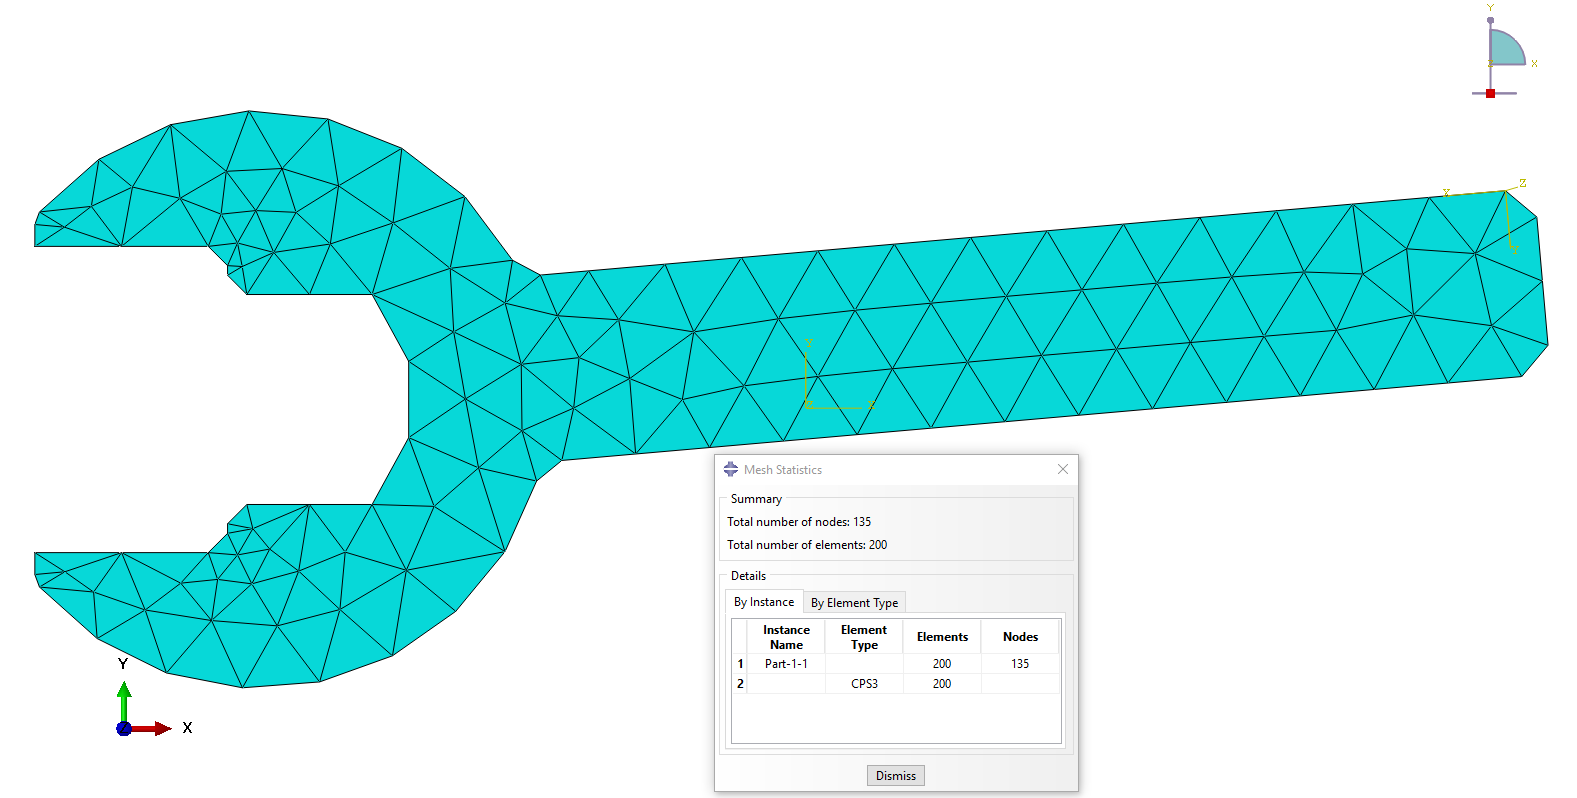 Y
X
Z
X
Z
Y
Mesh Statistics
Summary
Total number of nodes: 135
Total number of elements: 200
Details
By Instance By Element Type
Instance Name Element Type Elements Nodes
1 Part-1-1 200 135
2 CPS3 200
Dismiss
Y
Z X